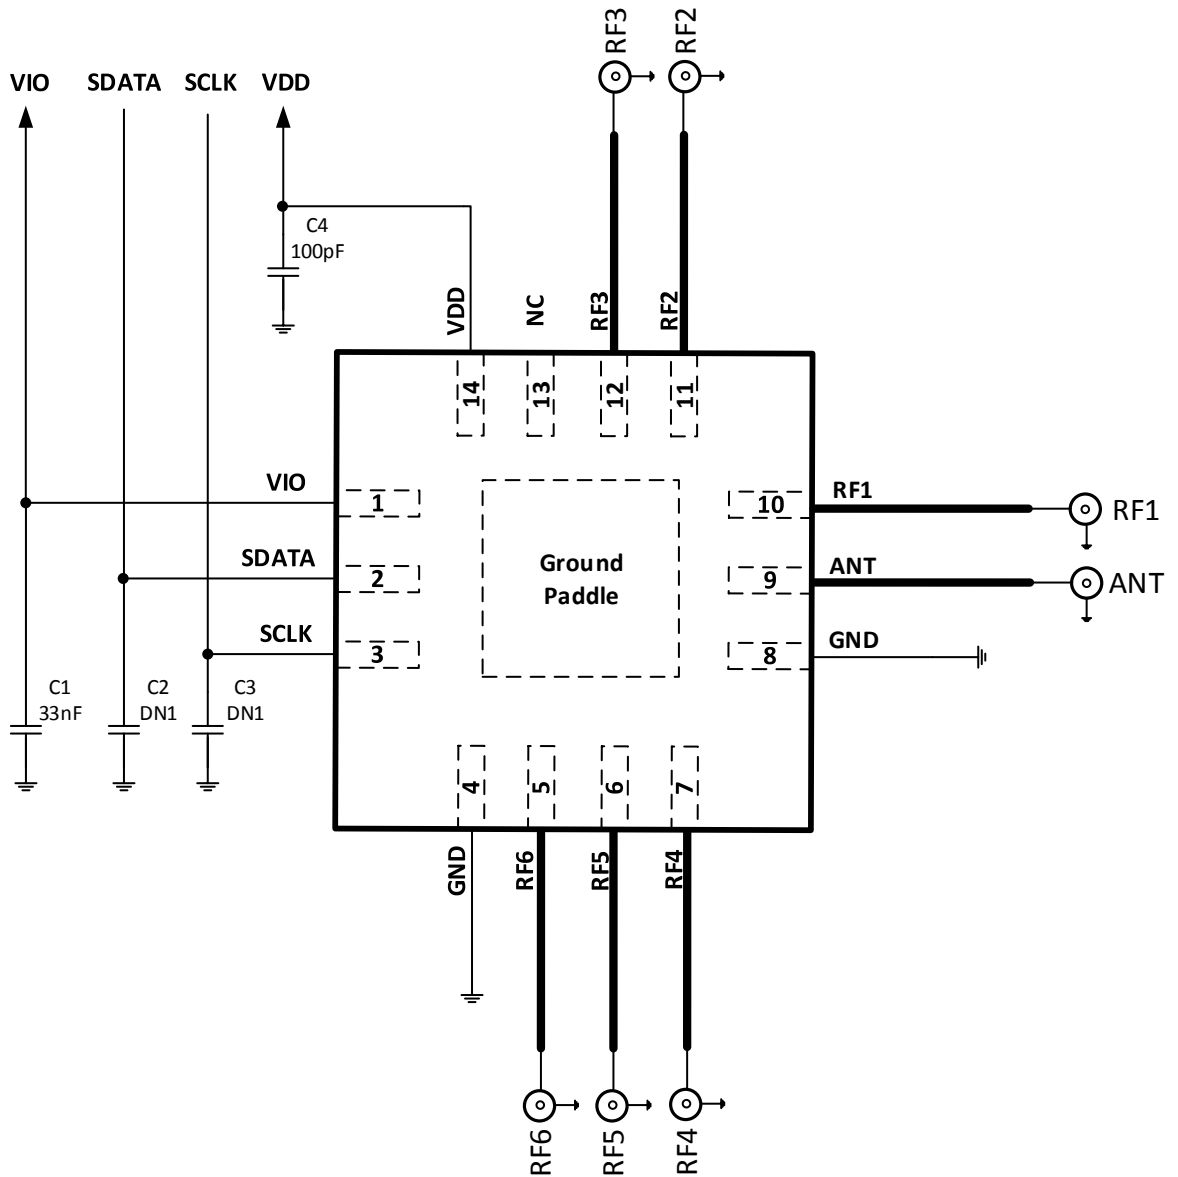 RF3
RF2
VIO
SDATA
SCLK
VDD
C4
100pF
VDD
NC
RF3
RF2
14
13
12
11
VIO
1
10
RF1
RF1
SDATA
2
Ground
Paddle
9
ANT
ANT
SCLK
3
8
GND
C1
33nF
C2
DN1
C3
DN1
4
5
6
7
GND
RF6
RF5
RF4
RF6
RF5
RF4